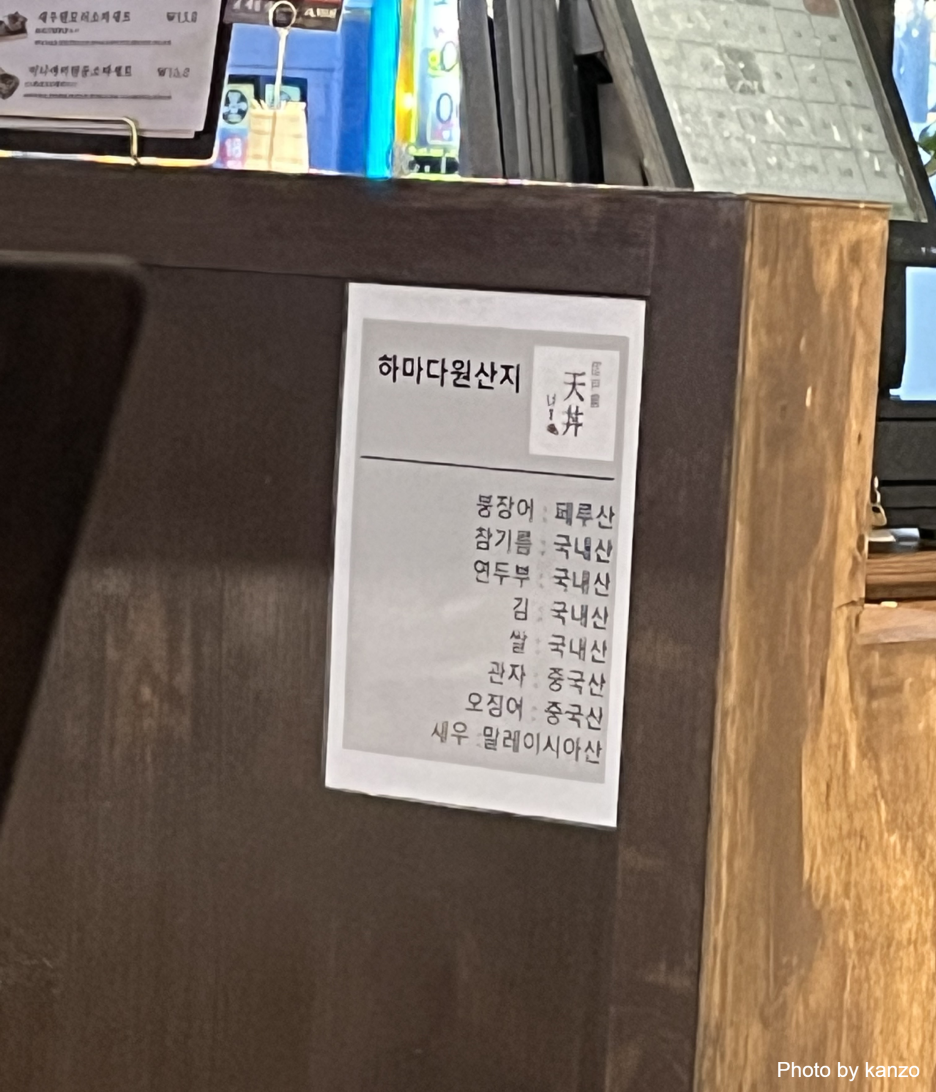 하마다원산지
天丼
붕장어 : 페루산
참기름 : 국내산
연두부 : 국내산
김 : 국내산
쌀 : 국내산
관자 : 중국산
오징어 : 중국산
새우 : 말레이시아산
18
Photo by kanzo